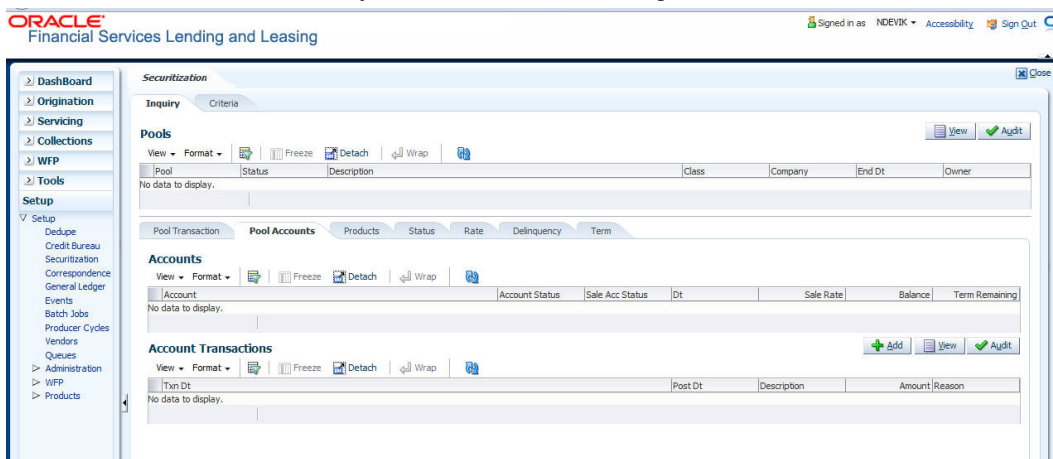 ORACLE
Financial Services Lending and Leasing
Signed in as NDEVIK Accessibility Sign Out
Close
DashBoard
Origination
Servicing
Collections
WFP
Tools
Setup
Setup
Dedupe
Credit Bureau
Securitization
Correspondence
General Ledger
Events
Batch Jobs
Producer Cycles
Vendors
Queues
Administration
WFP
Products
Securitization
Inquiry Criteria
Pools
View Audit
View Format Freeze Detach Wrap
Pool Status Description Class Company End Dt Owner
No data to display.
Pool Transaction Pool Accounts Products Status Rate Delinquency Term
Accounts
View Format Freeze Detach Wrap
Account Account Status Sale Acc Status Dt Sale Rate Balance Term Remaining
No data to display.
Account Transactions
Add View Audit
View Format Freeze Detach Wrap
Txn Dt Post Dt Description Amount Reason
No data to display.